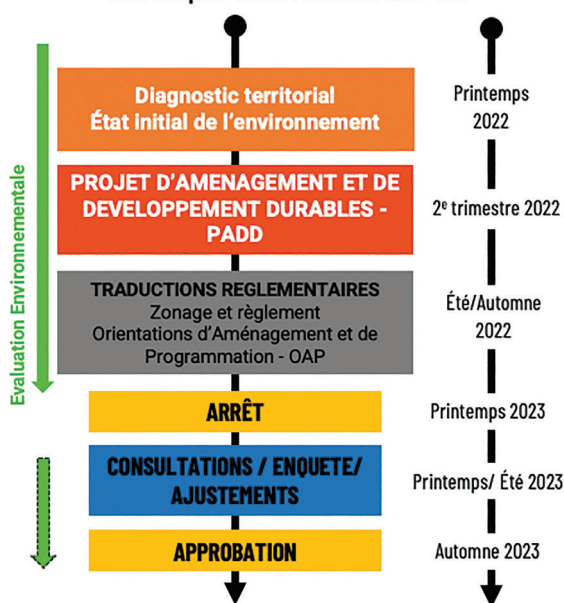 Diagnostic territorial
État initial de l'environnement
Printemps
2022
PROJET D'AMENAGEMENT ET DE
DEVELOPPEMENT DURABLES -
PADD
2e trimestre 2022
TRADUCTIONS REGLEMENTAIRES
Zonage et règlement
Orientations d'Aménagement et de
Programmation - OAP
Été/Automne
2022
Evaluation Environnementale
ARRÊT
Printemps 2023
CONSULTATIONS / ENQUETE/
AJUSTEMENTS
Printemps/ Été 2023
APPROBATION
Automne 2023